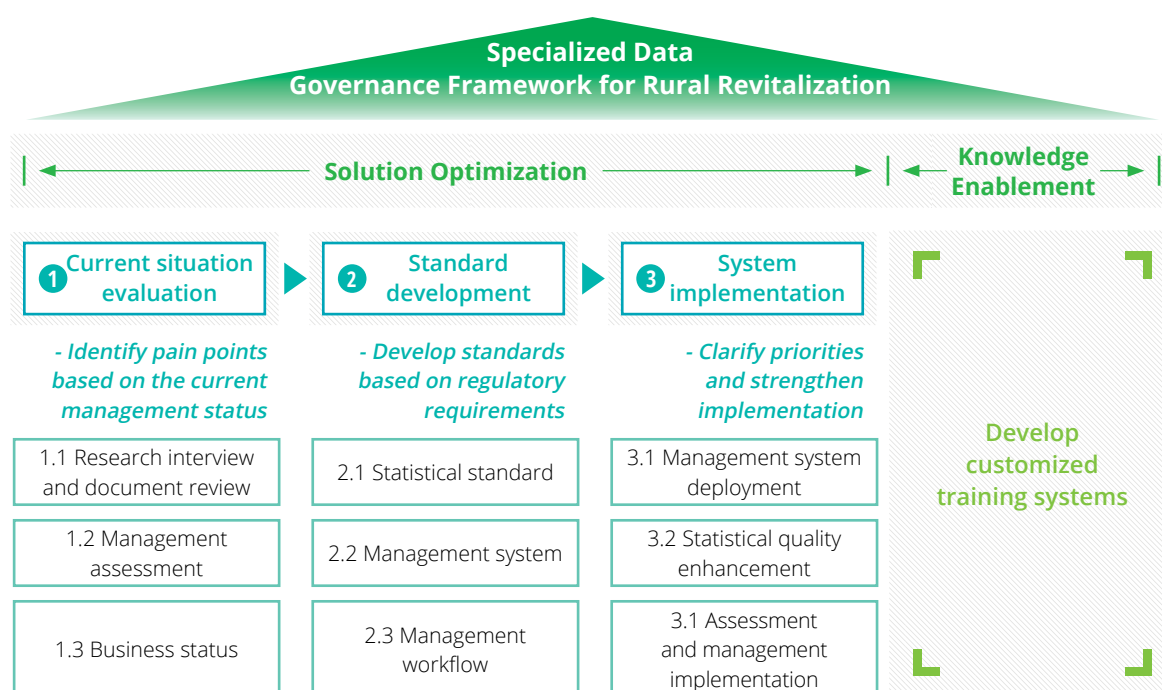 Specialized Data
Governance Framework for Rural Revitalization
Solution Optimization
Knowledge
Enablement
1 Current situation
evaluation
2 Standard
development
3 System
implementation
- Identify pain points
based on the current
management status
- Develop standards
based on regulatory
requirements
- Clarify priorities
and strengthen
implementation
1.1 Research interview
and document review
2.1 Statistical standard
3.1 Management system
deployment
1.2 Management
assessment
2.2 Management system
3.2 Statistical quality
enhancement
1.3 Business status
2.3 Management
workflow
3.1 Assessment
and management
implementation
Develop
customized
training systems